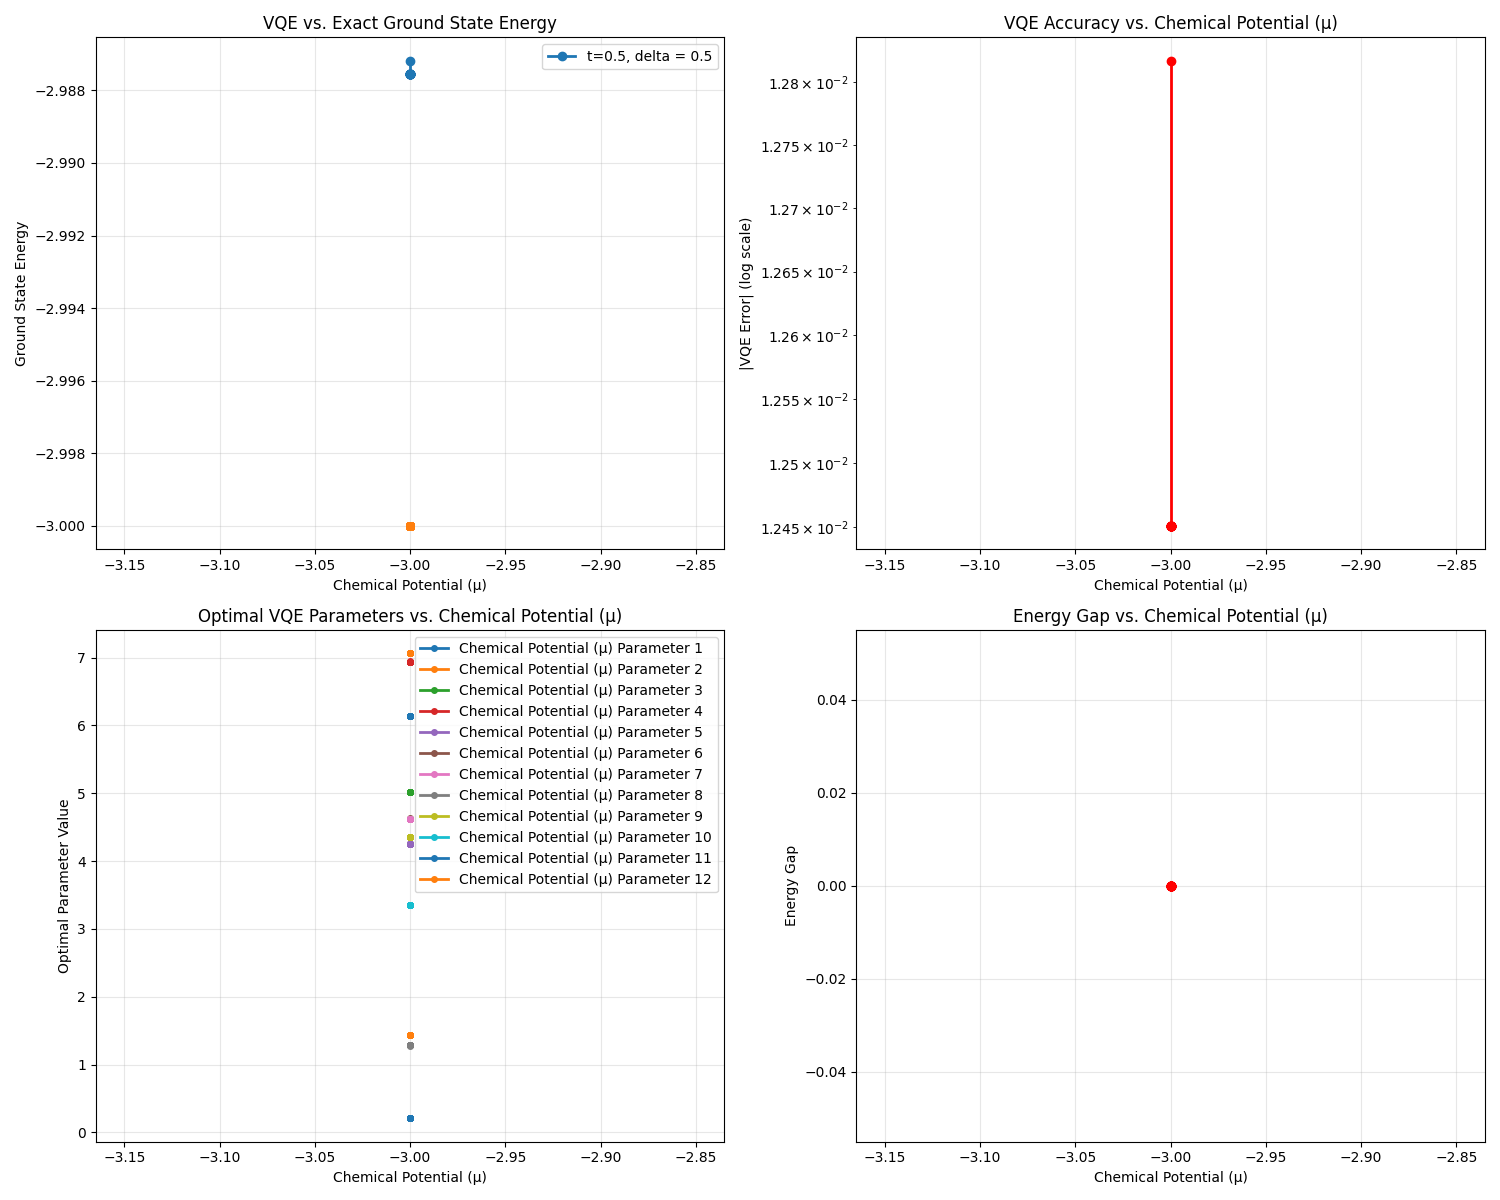 VQE vs. Exact Ground State Energy
t=0.5, delta = 0.5
−2.988
−2.990
−2.992
−2.994
−2.996
−2.998
−3.000
Ground State Energy
−3.15 −3.10 −3.05 −3.00 −2.95 −2.90 −2.85
Chemical Potential (μ)
VQE Accuracy vs. Chemical Potential (μ)
1.28 × 10⁻²
1.275 × 10⁻²
1.27 × 10⁻²
1.265 × 10⁻²
1.26 × 10⁻²
1.255 × 10⁻²
1.25 × 10⁻²
1.245 × 10⁻²
|VQE Error| (log scale)
−3.15 −3.10 −3.05 −3.00 −2.95 −2.90 −2.85
Chemical Potential (μ)
Optimal VQE Parameters vs. Chemical Potential (μ)
Chemical Potential (μ) Parameter 1
Chemical Potential (μ) Parameter 2
Chemical Potential (μ) Parameter 3
Chemical Potential (μ) Parameter 4
Chemical Potential (μ) Parameter 5
Chemical Potential (μ) Parameter 6
Chemical Potential (μ) Parameter 7
Chemical Potential (μ) Parameter 8
Chemical Potential (μ) Parameter 9
Chemical Potential (μ) Parameter 10
Chemical Potential (μ) Parameter 11
Chemical Potential (μ) Parameter 12
7
6
5
4
3
2
1
0
Optimal Parameter Value
−3.15 −3.10 −3.05 −3.00 −2.95 −2.90 −2.85
Chemical Potential (μ)
Energy Gap vs. Chemical Potential (μ)
0.04
0.02
0.00
−0.02
−0.04
Energy Gap
−3.15 −3.10 −3.05 −3.00 −2.95 −2.90 −2.85
Chemical Potential (μ)